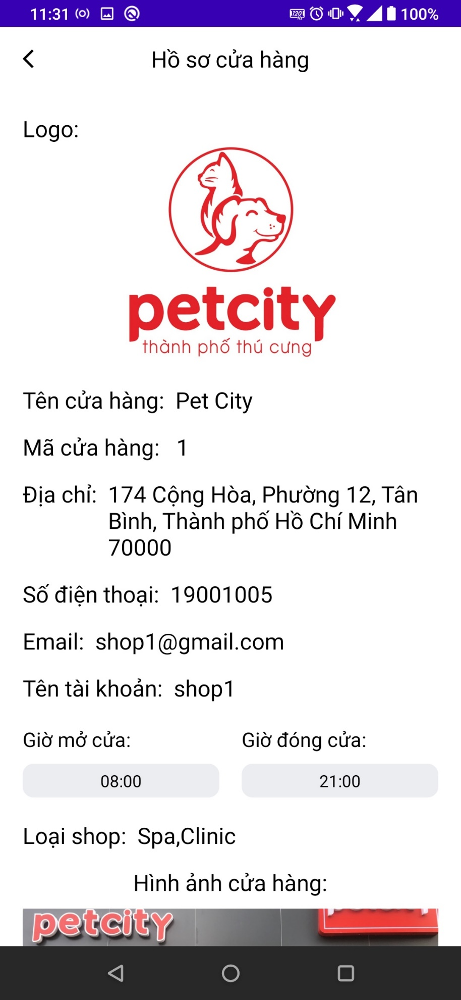 11:31
120Hz
100%
Hồ sơ cửa hàng
Logo:
petcity
thành phố thú cưng
Tên cửa hàng: Pet City
Mã cửa hàng: 1
Địa chỉ: 174 Cộng Hòa, Phường 12, Tân
Bình, Thành phố Hồ Chí Minh
70000
Số điện thoại: 19001005
Email: shop1@gmail.com
Tên tài khoản: shop1
Giờ mở cửa: Giờ đóng cửa:
08:00 21:00
Loại shop: Spa,Clinic
Hình ảnh cửa hàng:
petcity